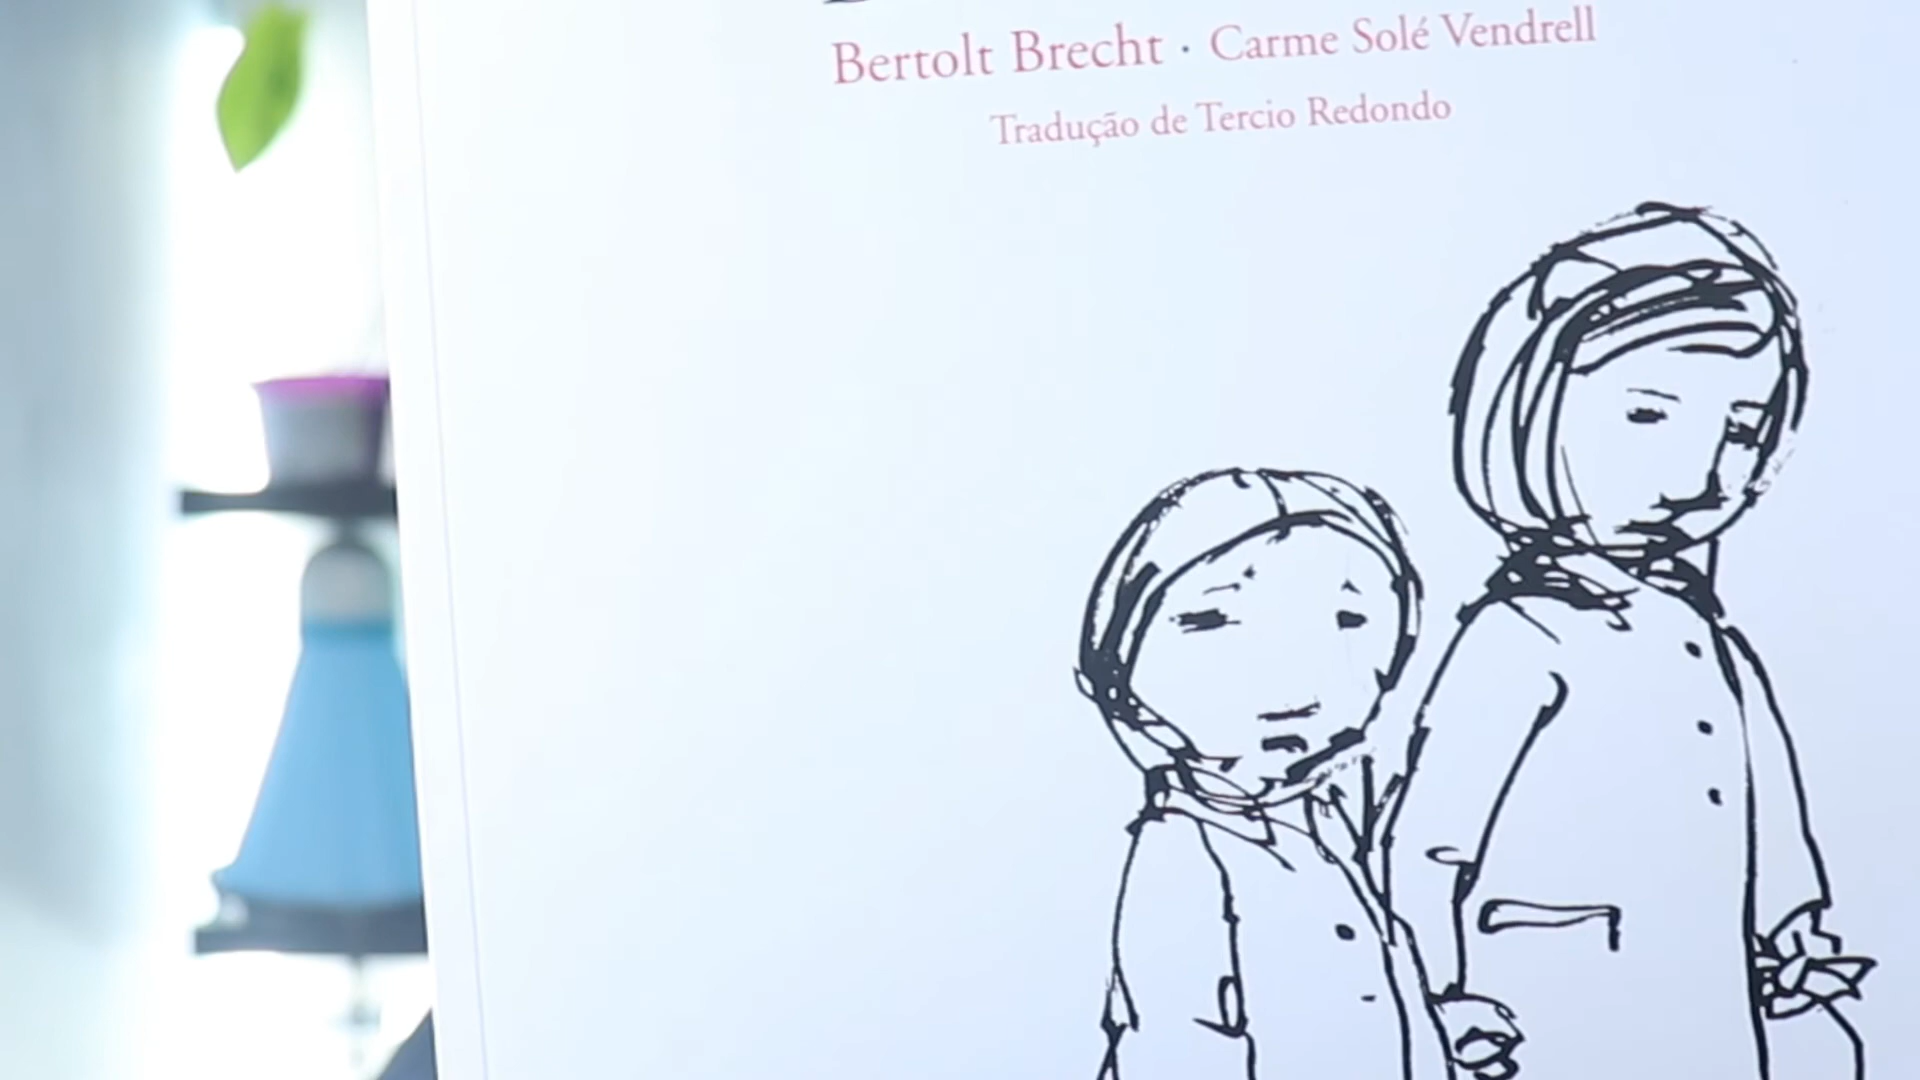 Bertolt Brecht · Carme Solé Vendrell
Tradução de Tercio Redondo